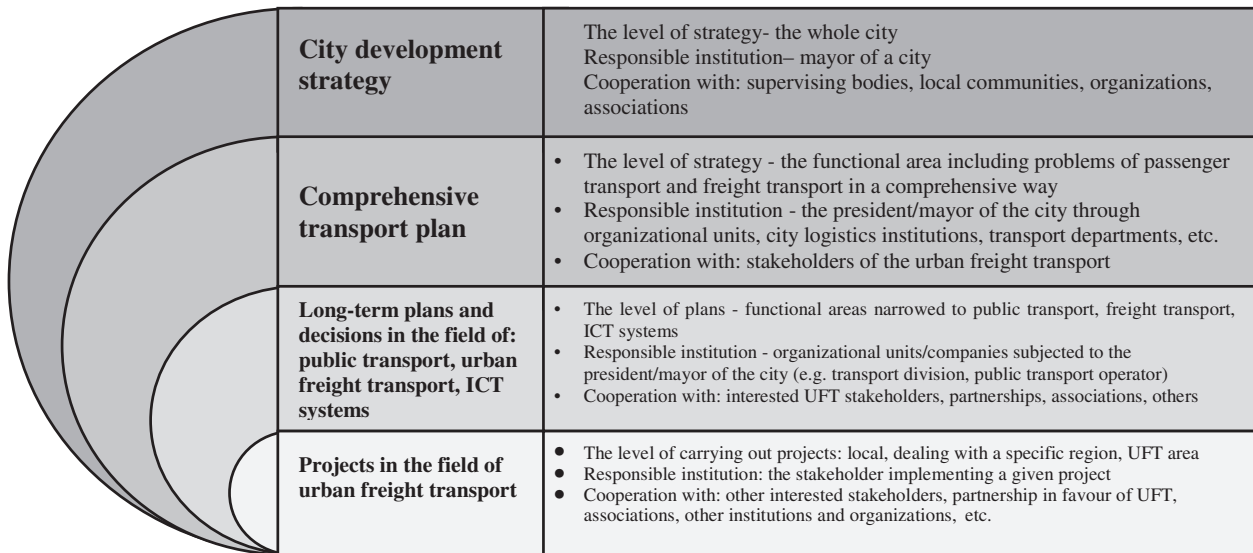 City development
strategy
The level of strategy- the whole city
Responsible institution– mayor of a city
Cooperation with: supervising bodies, local communities, organizations,
associations
Comprehensive
transport plan
• The level of strategy - the functional area including problems of passenger
transport and freight transport in a comprehensive way
• Responsible institution - the president/mayor of the city through
organizational units, city logistics institutions, transport departments, etc.
• Cooperation with: stakeholders of the urban freight transport
Long-term plans and
decisions in the field of:
public transport, urban
freight transport, ICT
systems
• The level of plans - functional areas narrowed to public transport, freight transport,
ICT systems
• Responsible institution - organizational units/companies subjected to the
president/mayor of the city (e.g. transport division, public transport operator)
• Cooperation with: interested UFT stakeholders, partnerships, associations, others
Projects in the field of
urban freight transport
• The level of carrying out projects: local, dealing with a specific region, UFT area
• Responsible institution: the stakeholder implementing a given project
• Cooperation with: other interested stakeholders, partnership in favour of UFT,
associations, other institutions and organizations, etc.